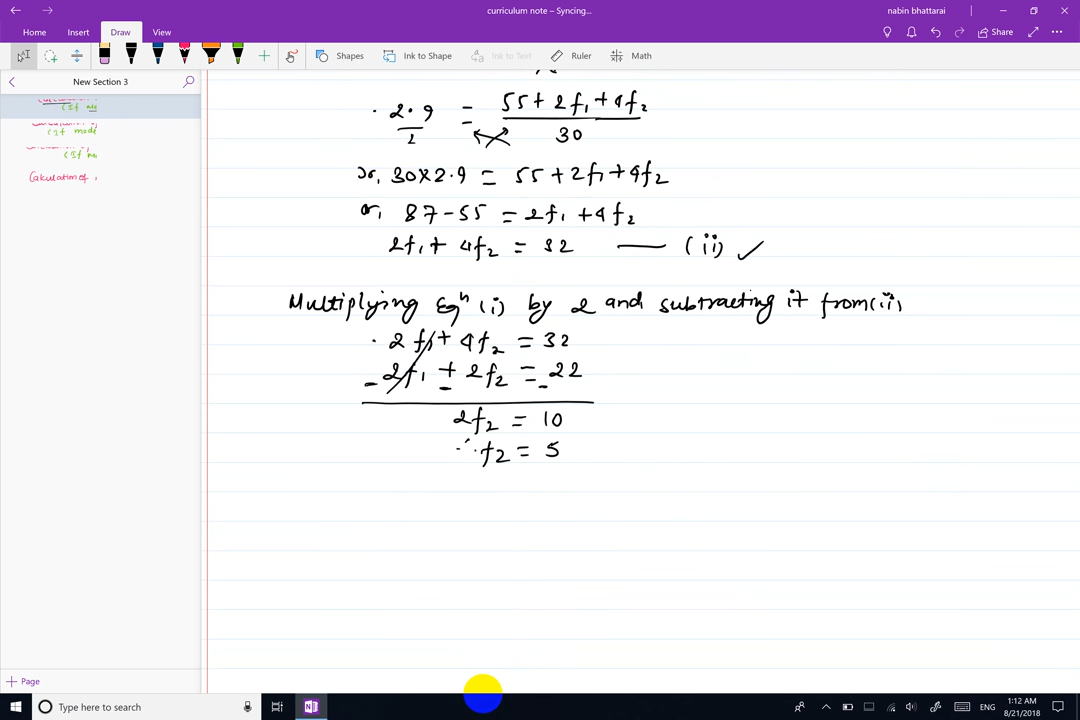 curriculum note – Syncing...
nabin bhattarai
Home Insert Draw View
Share
Shapes Ink to Shape Ink to Text Ruler Math
New Section 3
Calculation of ,
2.9/1 = 55 + 2f₁ + 4f₂ / 30
or, 30×2.9 = 55 + 2f₁ + 4f₂
or, 87-55 = 2f₁ + 4f₂
2f₁ + 4f₂ = 32 —— (ii) ✓
Multiplying Eqⁿ (i) by 2 and subtracting it from (ii)
2f₁ + 4f₂ = 32
2f₁ + 2f₂ = 22
- - -
2f₂ = 10
∴ f₂ = 5
Page
Type here to search
ENG
1:12 AM
8/21/2018